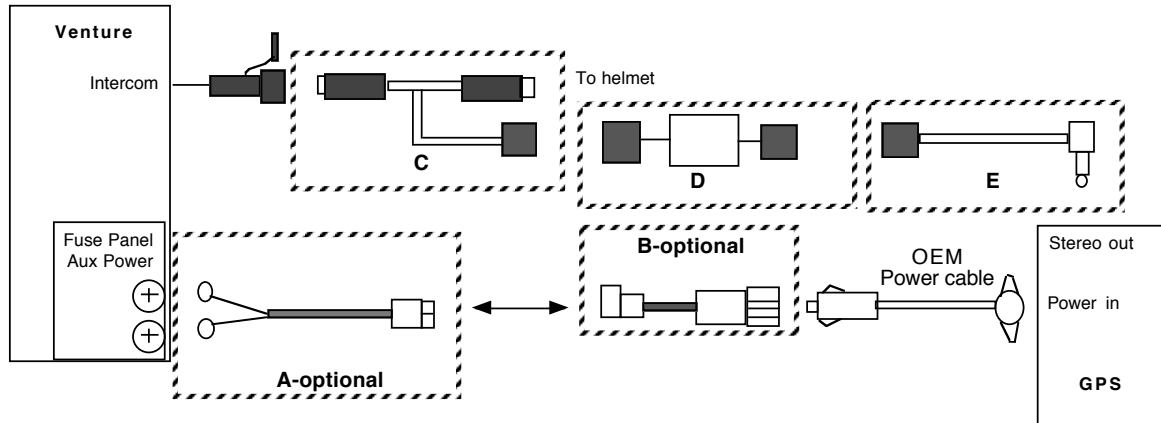 Venture
Intercom
To helmet
C
D
E
Fuse Panel
Aux Power
B-optional
OEM
Power cable
Stereo out
Power in
A-optional
GPS